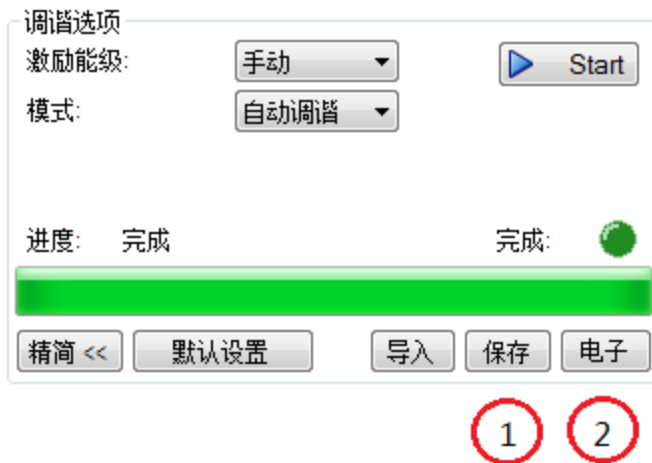 调谐选项
激励能级: 手动 Start
模式: 自动调谐
进度: 完成 完成:
精简 << 默认设置 导入 保存 电子
1 2